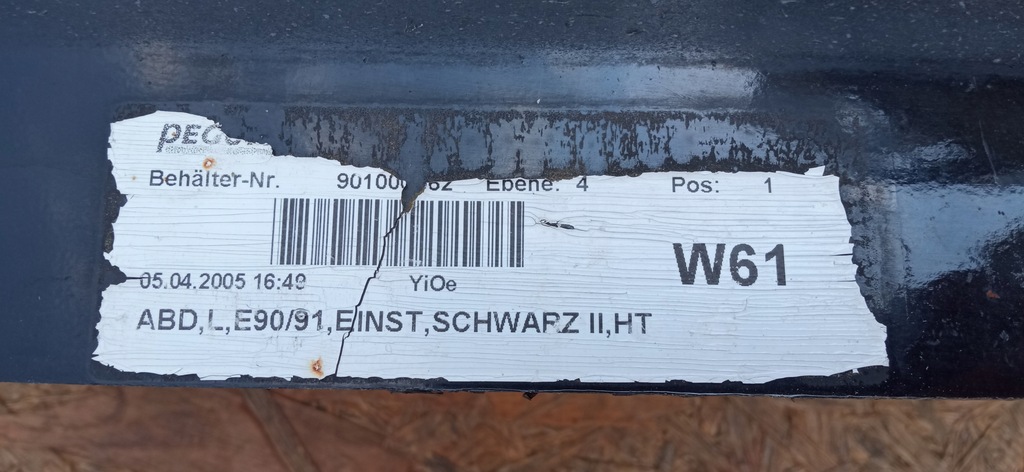 Behälter-Nr. Ebene: 4 Pos: 1
W61
05.04.2005 16:49 YiOe
ABD,L,E90/91,EINST,SCHWARZ II,HT